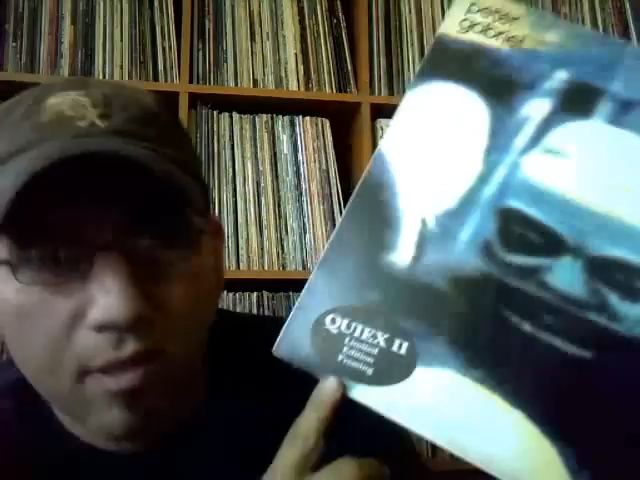 peter
gabriel
QUIEX II
Limited
Edition
Pressing